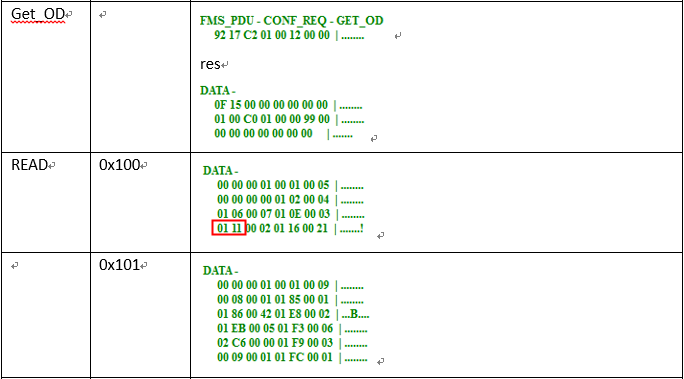 Get_OD
FMS_PDU - CONF_REQ - GET_OD
92 17 C2 01 00 12 00 00 | ........
res
DATA -
0F 15 00 00 00 00 00 00 | ........
01 00 C0 01 00 00 99 00 | ........
00 00 00 00 00 00 00 | .......
READ
0x100
DATA -
00 00 00 01 00 01 00 05 | ........
00 00 00 00 01 02 00 04 | ........
01 06 00 07 01 0E 00 03 | ........
01 11 00 02 01 16 00 21 | .......!
0x101
DATA -
00 00 00 01 00 01 00 09 | ........
00 08 00 01 01 85 00 01 | ........
01 86 00 42 01 E8 00 02 | ...B....
01 EB 00 05 01 F3 00 06 | ........
02 C6 00 00 01 F9 00 03 | ........
00 09 00 01 01 FC 00 01 | ........